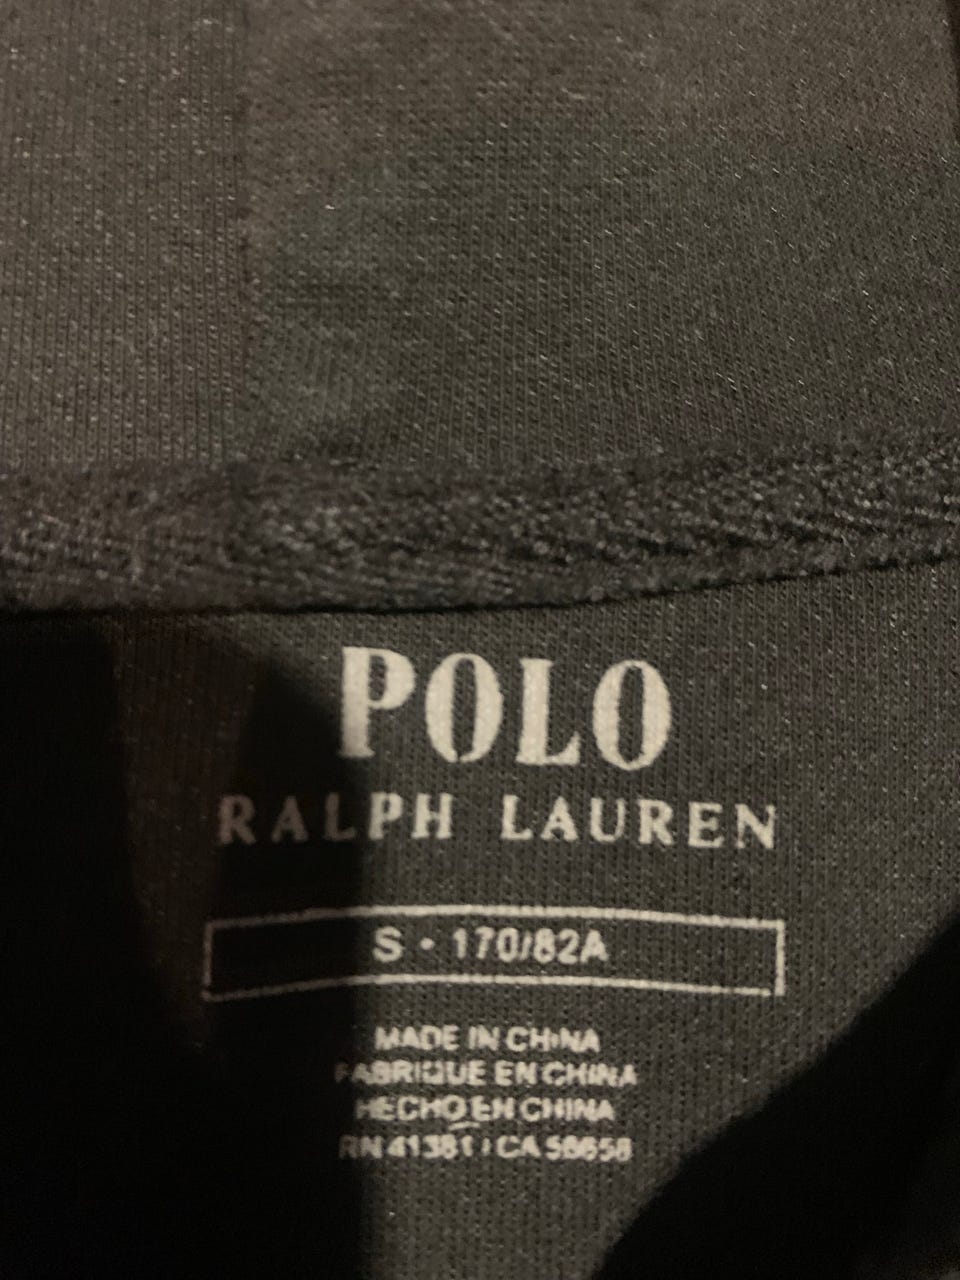 POLO
RALPH LAUREN
S • 170/82A
MADE IN CHINA
FABRIQUE EN CHINA
HECHO EN CHINA
RN 41381 / CA 56658